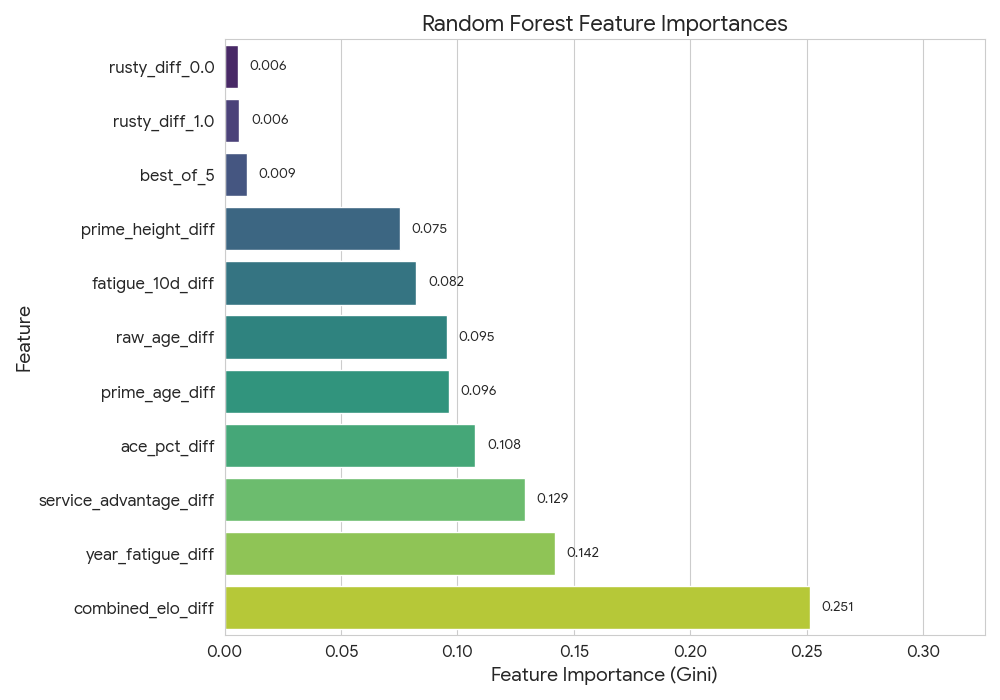 Random Forest Feature Importances
Feature
rusty_diff_0.0 0.006
rusty_diff_1.0 0.006
best_of_5 0.009
prime_height_diff 0.075
fatigue_10d_diff 0.082
raw_age_diff 0.095
prime_age_diff 0.096
ace_pct_diff 0.108
service_advantage_diff 0.129
year_fatigue_diff 0.142
combined_elo_diff 0.251
0.00 0.05 0.10 0.15 0.20 0.25 0.30
Feature Importance (Gini)